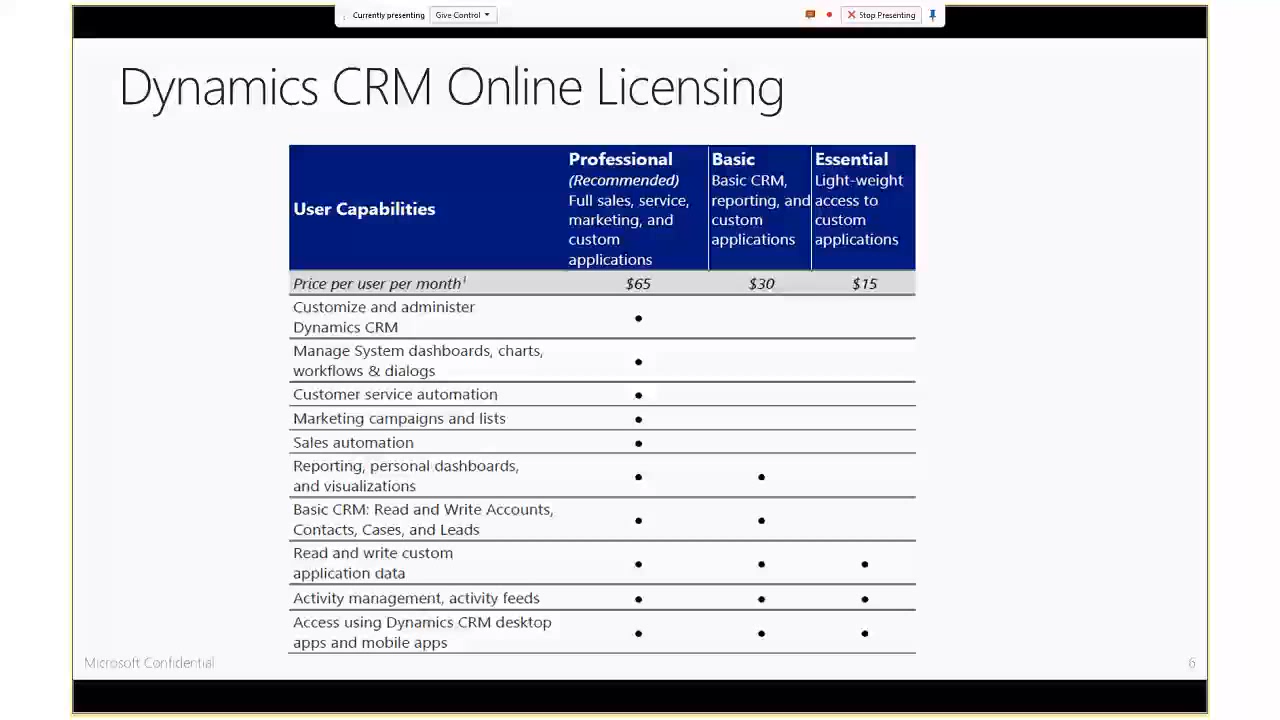 Currently presenting Give Control Stop Presenting
Dynamics CRM Online Licensing
User Capabilities
Professional
(Recommended)
Full sales, service,
marketing, and
custom
applications
Basic
Basic CRM,
reporting, and
custom
applications
Essential
Light-weight
access to
custom
applications
Price per user per month¹ $65 $30 $15
Customize and administer
Dynamics CRM •
Manage System dashboards, charts,
workflows & dialogs •
Customer service automation •
Marketing campaigns and lists •
Sales automation •
Reporting, personal dashboards,
and visualizations • •
Basic CRM: Read and Write Accounts,
Contacts, Cases, and Leads • •
Read and write custom
application data • • •
Activity management, activity feeds • • •
Access using Dynamics CRM desktop
apps and mobile apps • • •
Microsoft Confidential 6